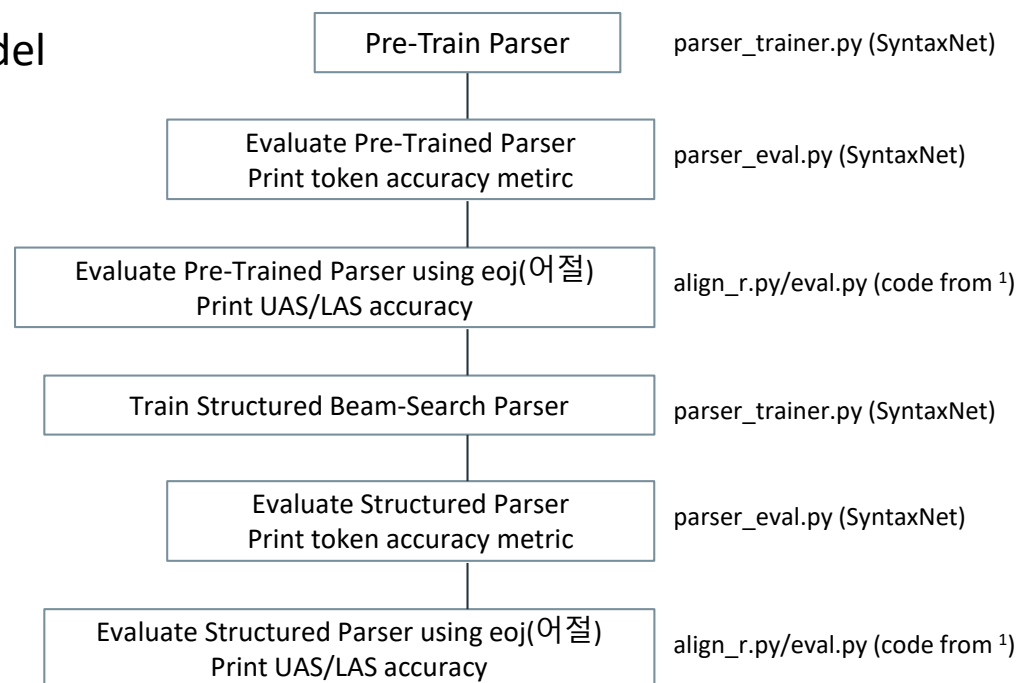 del
Pre-Train Parser
parser_trainer.py (SyntaxNet)
Evaluate Pre-Trained Parser
Print token accuracy metirc
parser_eval.py (SyntaxNet)
Evaluate Pre-Trained Parser using eoj(어절)
Print UAS/LAS accuracy
align_r.py/eval.py (code from ¹)
Train Structured Beam-Search Parser
parser_trainer.py (SyntaxNet)
Evaluate Structured Parser
Print token accuracy metric
parser_eval.py (SyntaxNet)
Evaluate Structured Parser using eoj(어절)
Print UAS/LAS accuracy
align_r.py/eval.py (code from ¹)